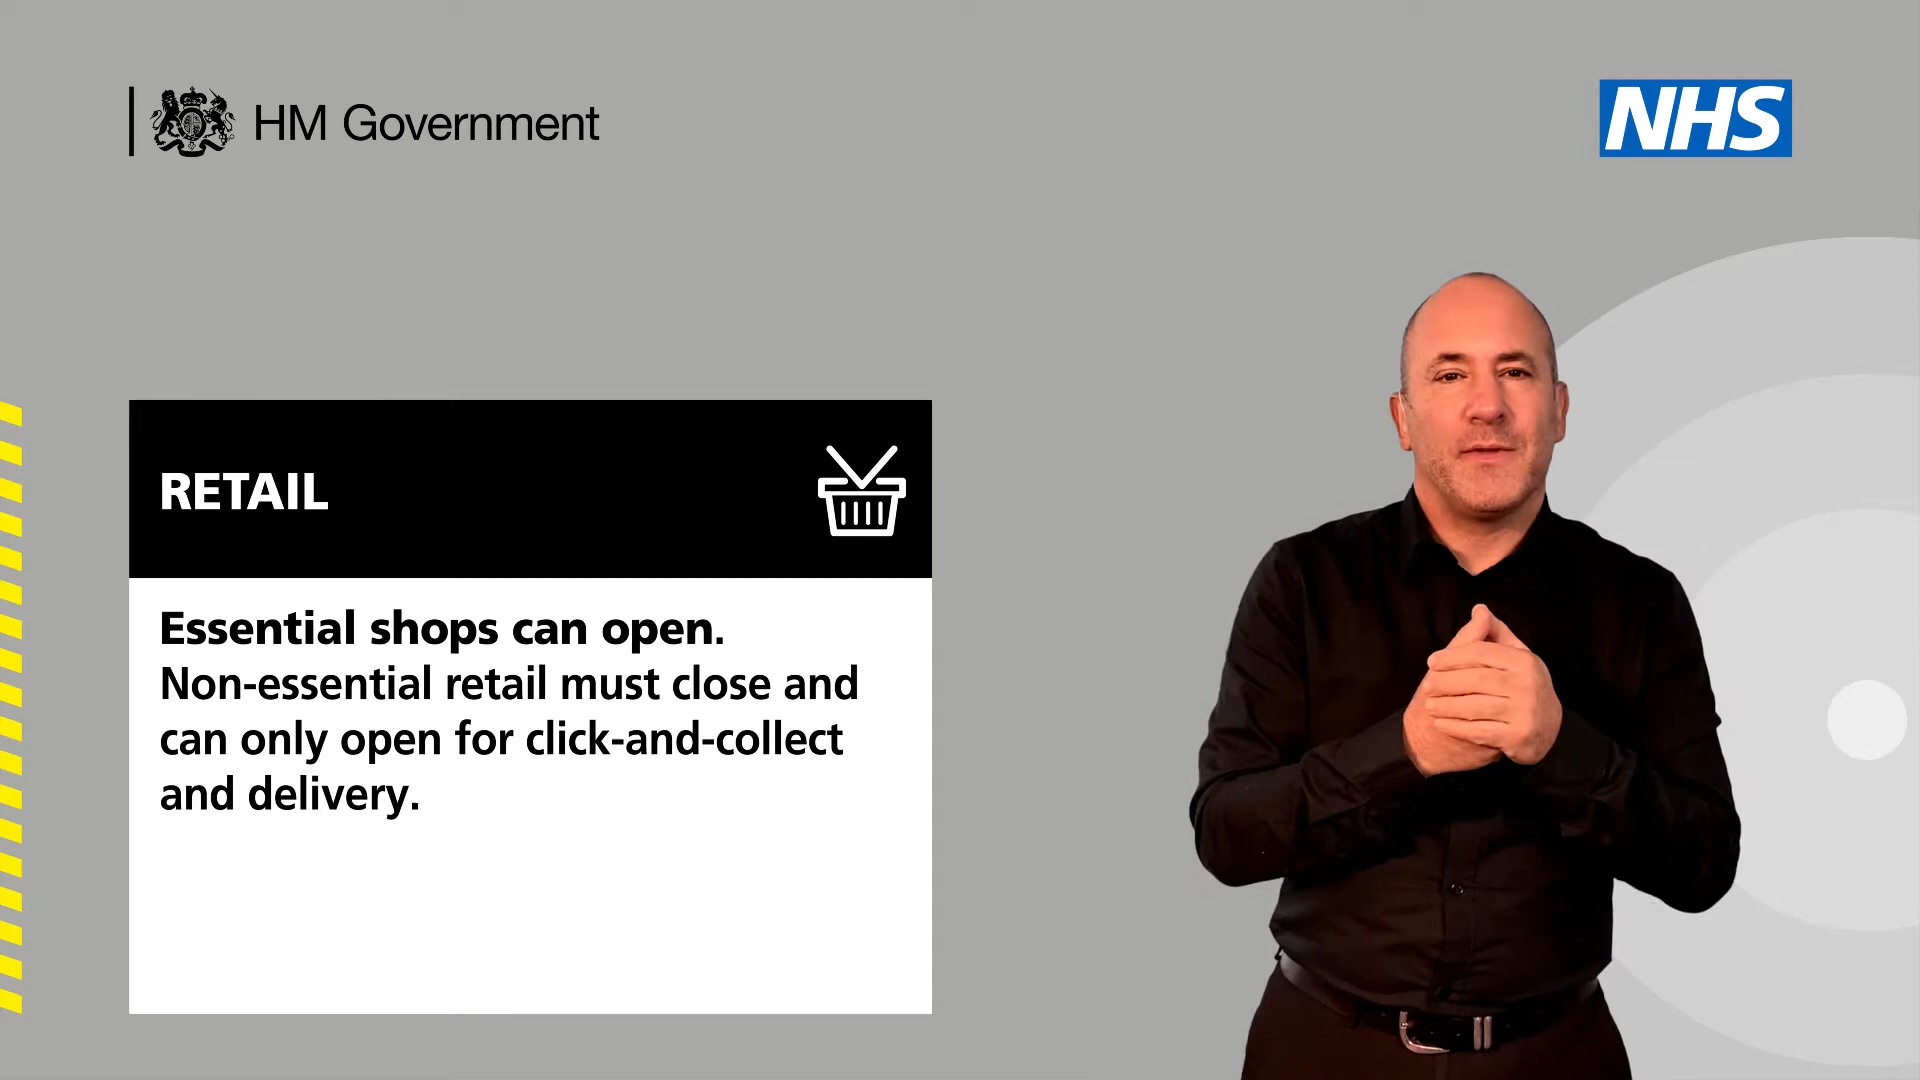 HM Government
NHS
RETAIL
Essential shops can open.
Non-essential retail must close and
can only open for click-and-collect
and delivery.